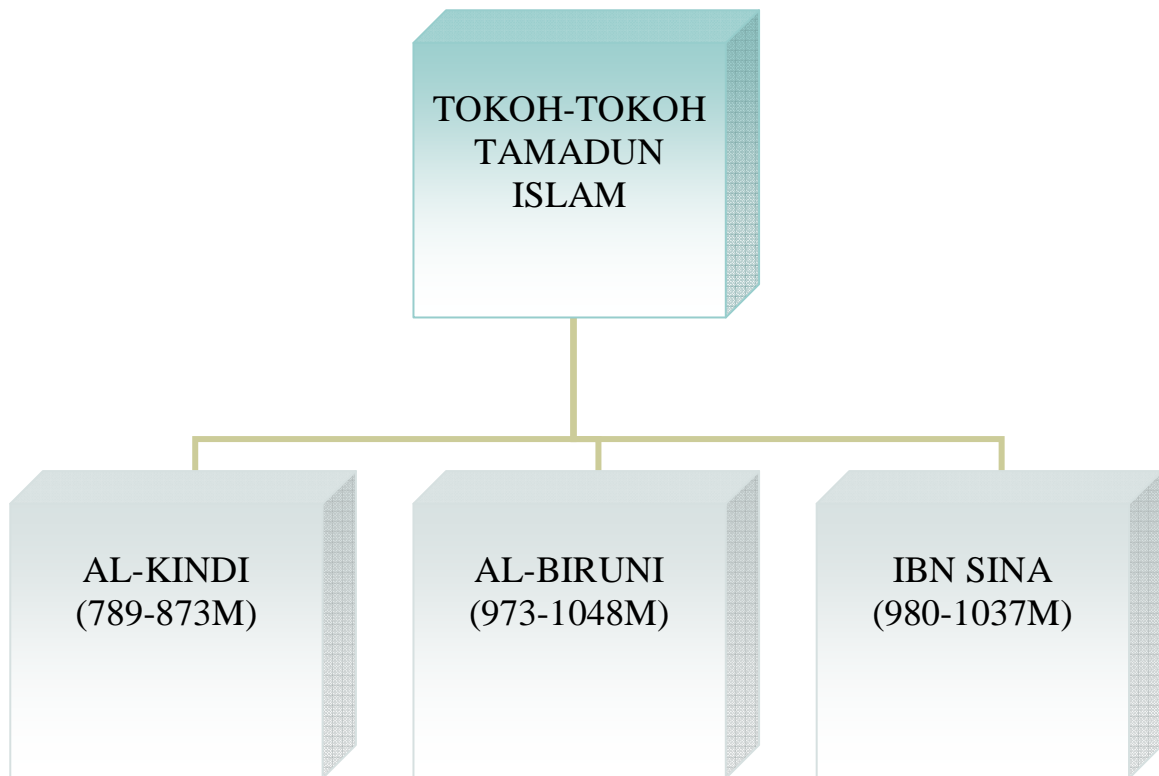 TOKOH-TOKOH
TAMADUN
ISLAM
AL-KINDI
(789-873M)
AL-BIRUNI
(973-1048M)
IBN SINA
(980-1037M)